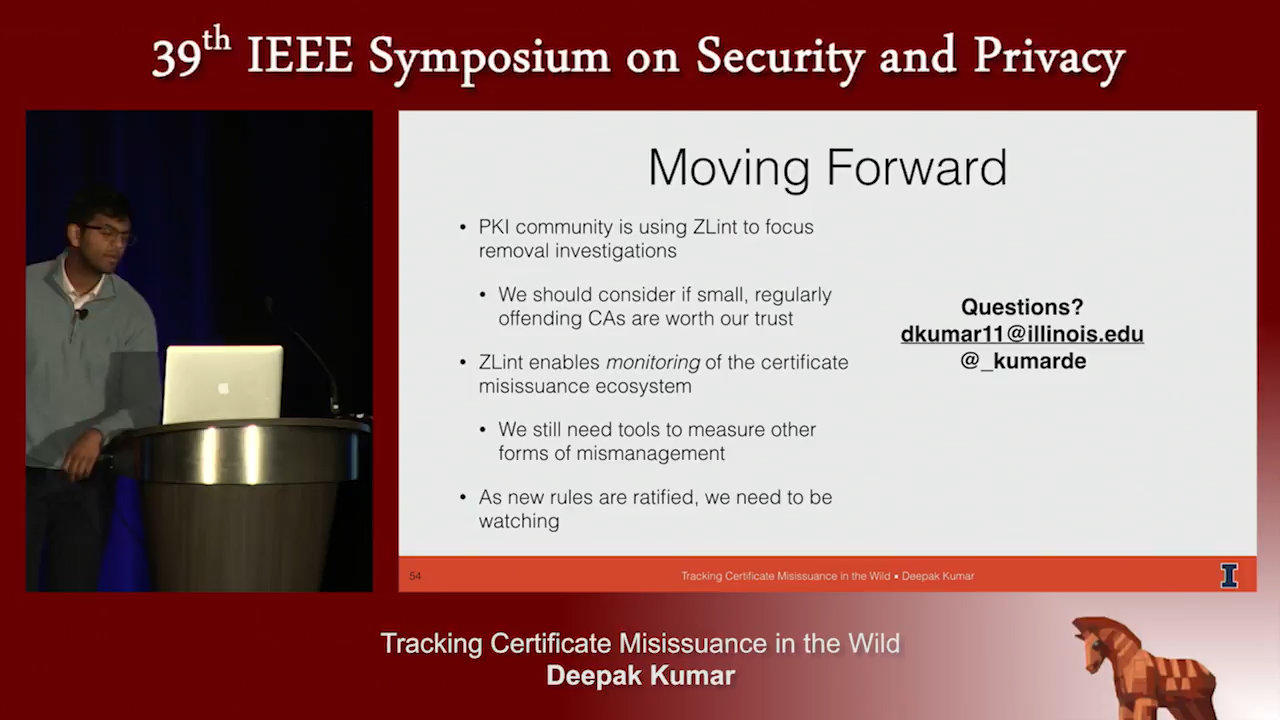 39th IEEE Symposium on Security and Privacy
Moving Forward
• PKI community is using ZLint to focus
removal investigations
• We should consider if small, regularly
offending CAs are worth our trust
• ZLint enables monitoring of the certificate
misissuance ecosystem
• We still need tools to measure other
forms of mismanagement
• As new rules are ratified, we need to be
watching
Questions?
dkumar11@illinois.edu
@_kumarde
54
Tracking Certificate Misissuance in the Wild • Deepak Kumar
I
Tracking Certificate Misissuance in the Wild
Deepak Kumar